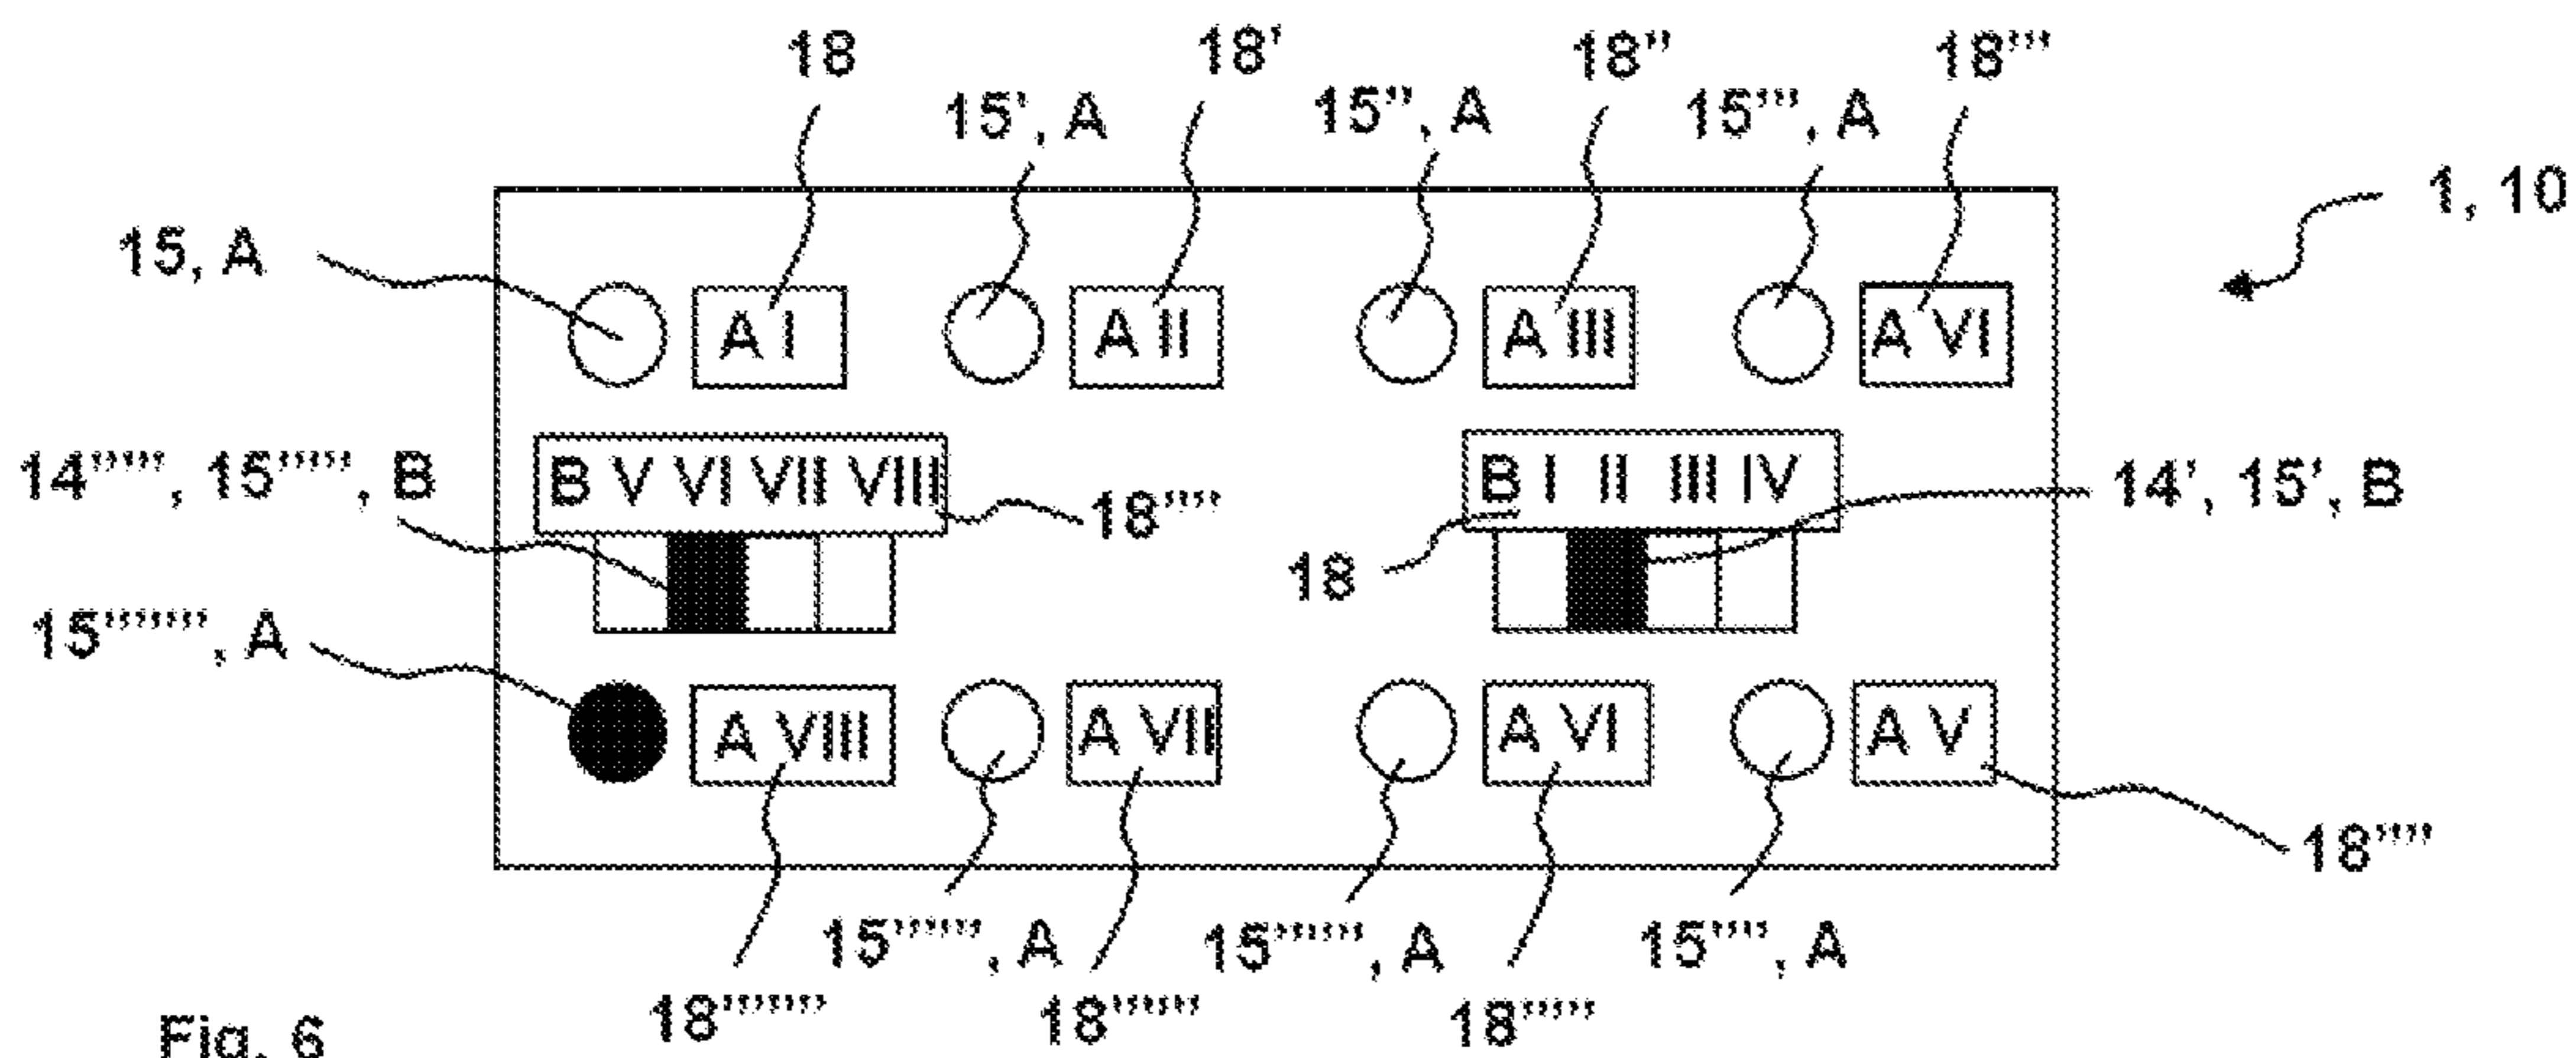 18 18' 18'' 18'''
15', A 15'', A 15''', A
1, 10
15, A
A I A II A III A VI
B V VI VII VIII B I II III IV
14''''', 15''''', B 18'''' 14', 15', B
18
15''''''', A
A VIII A VII A VI A V
18''''
15'''''', A 15'''''', A 15'''', A
18''''''' 18'''''' 18'''''
Fig. 6